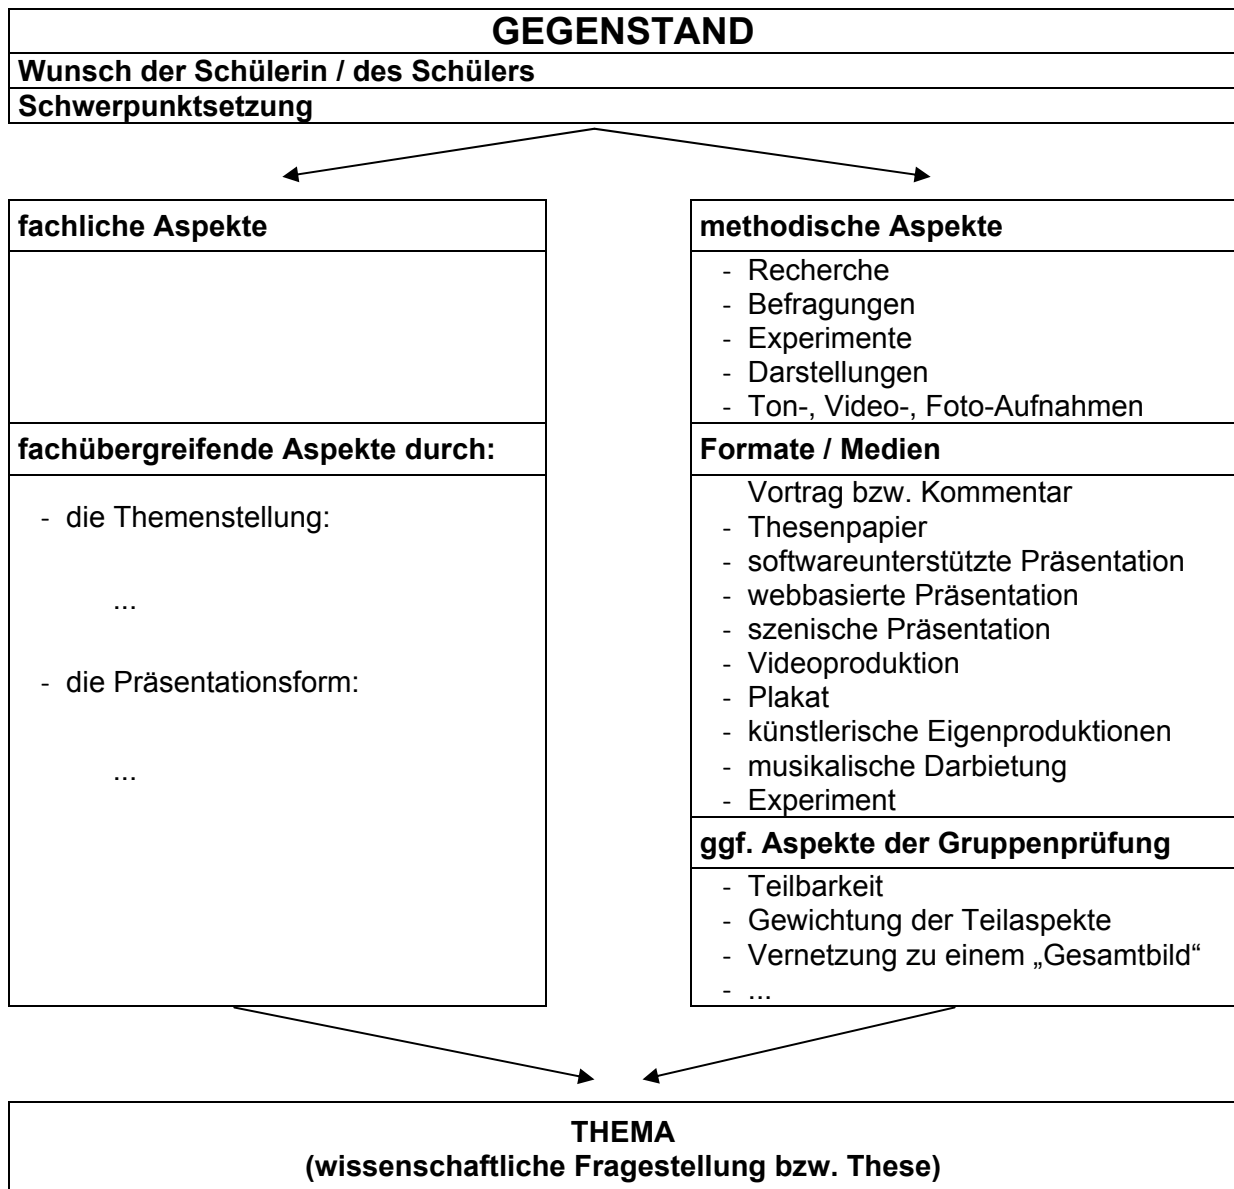 GEGENSTAND
Wunsch der Schülerin / des Schülers
Schwerpunktsetzung
fachliche Aspekte
fachübergreifende Aspekte durch:
- die Themenstellung:
...
- die Präsentationsform:
...
methodische Aspekte
- Recherche
- Befragungen
- Experimente
- Darstellungen
- Ton-, Video-, Foto-Aufnahmen
Formate / Medien
Vortrag bzw. Kommentar
- Thesenpapier
- softwareunterstützte Präsentation
- webbasierte Präsentation
- szenische Präsentation
- Videoproduktion
- Plakat
- künstlerische Eigenproduktionen
- musikalische Darbietung
- Experiment
ggf. Aspekte der Gruppenprüfung
- Teilbarkeit
- Gewichtung der Teilaspekte
- Vernetzung zu einem „Gesamtbild“
- ...
THEMA
(wissenschaftliche Fragestellung bzw. These)